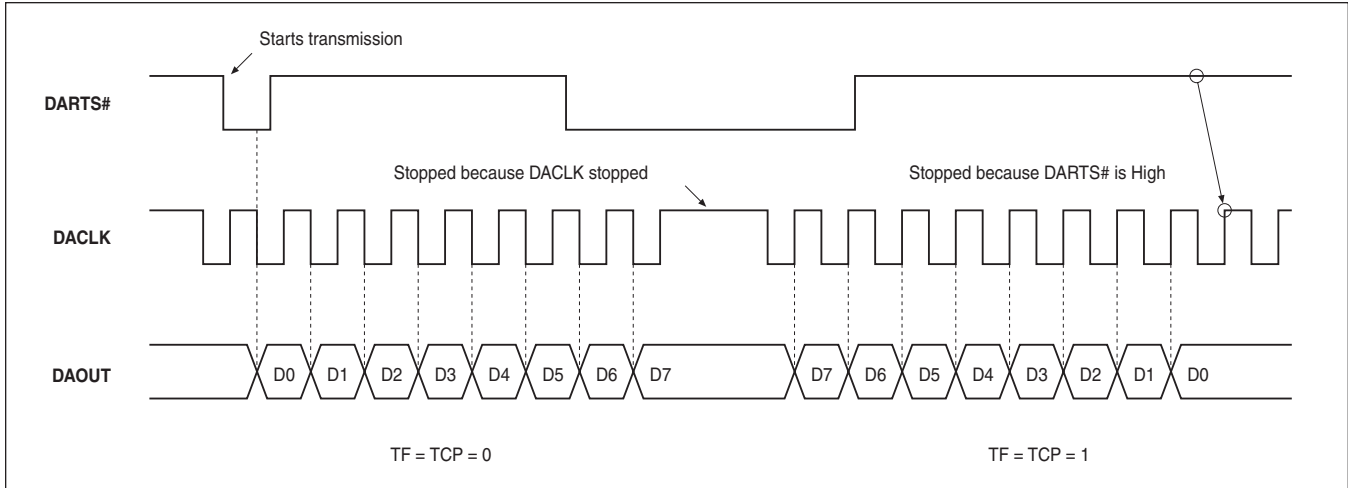 Starts transmission
DARTS#
Stopped because DACLK stopped
Stopped because DARTS# is High
DACLK
DAOUT
D0 D1 D2 D3 D4 D5 D6 D7 D7 D6 D5 D4 D3 D2 D1 D0
TF = TCP = 0
TF = TCP = 1